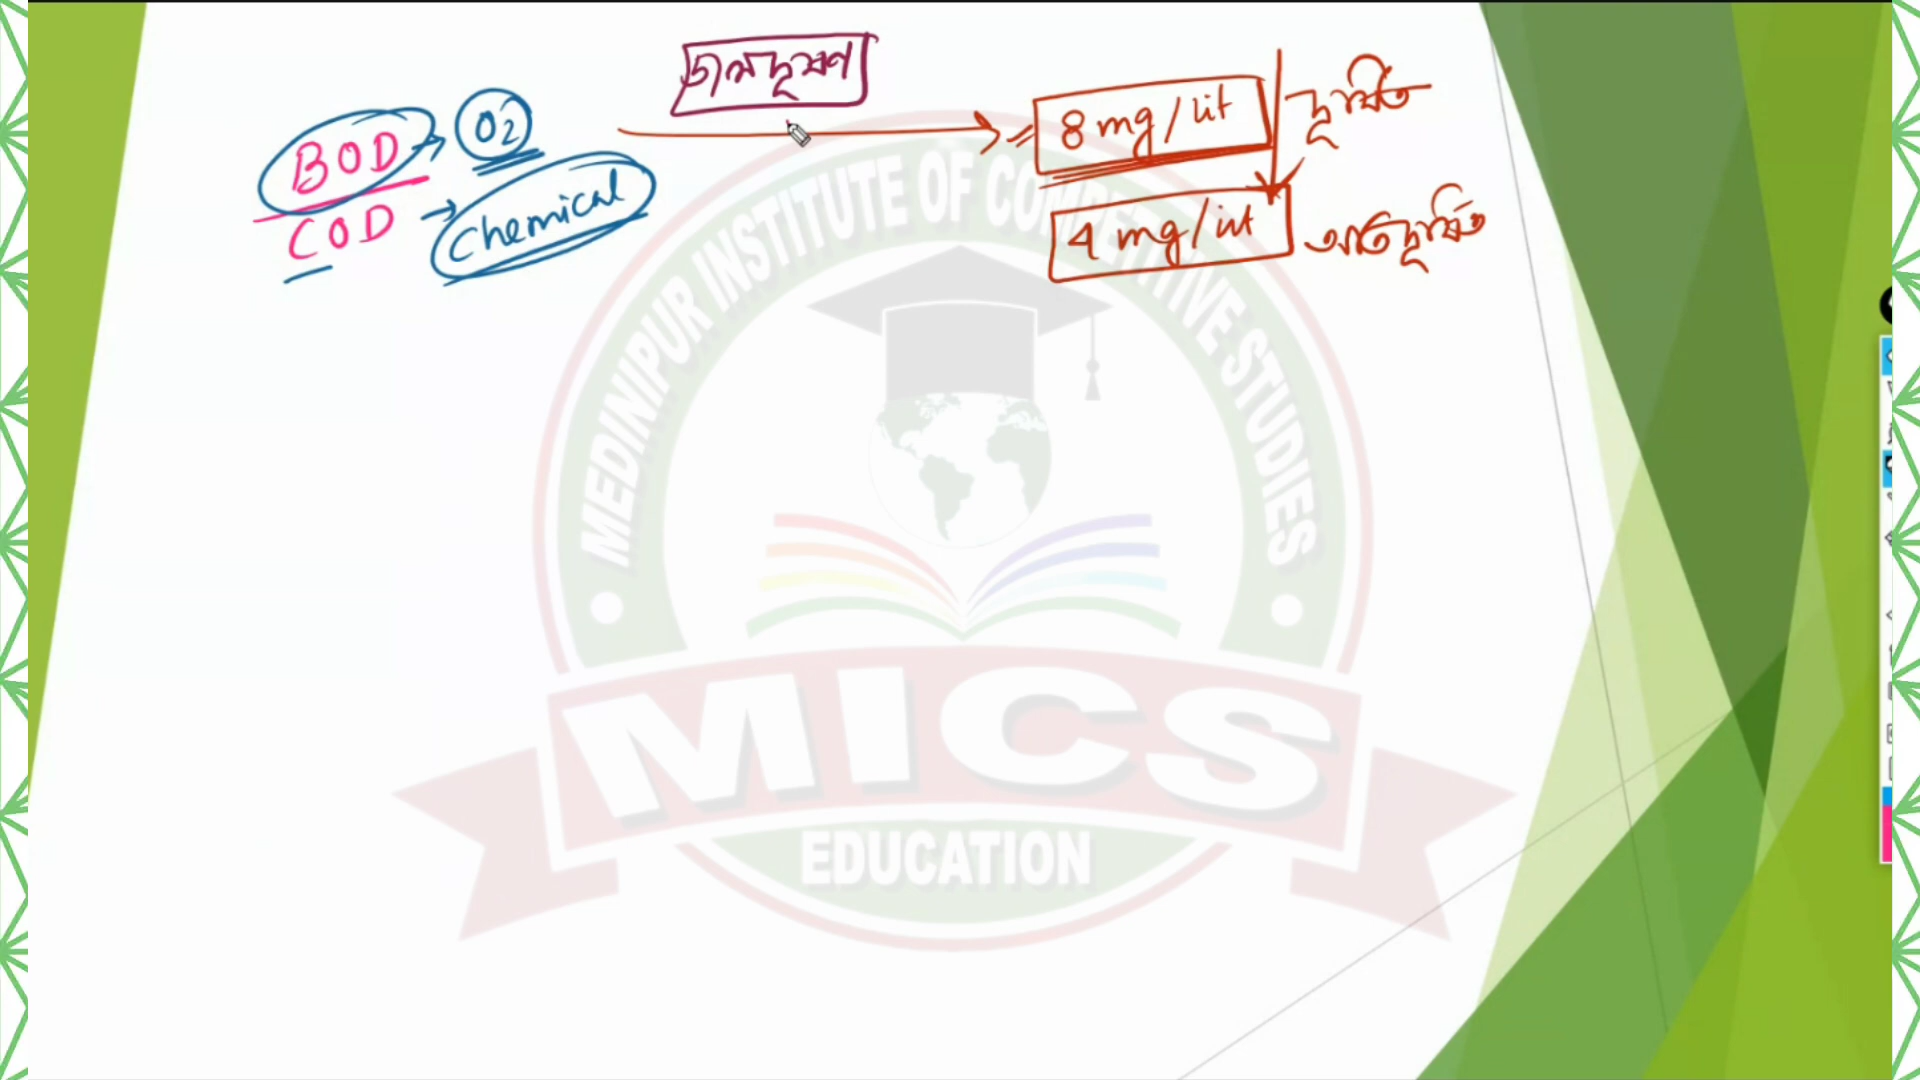 জলদূষণ
BOD → O₂
COD → Chemical
= 8 mg/lit দূষিত
4 mg/lit অতিদূষিত
MEDINIPUR INSTITUTE OF COMPETITIVE STUDIES
MICS
EDUCATION